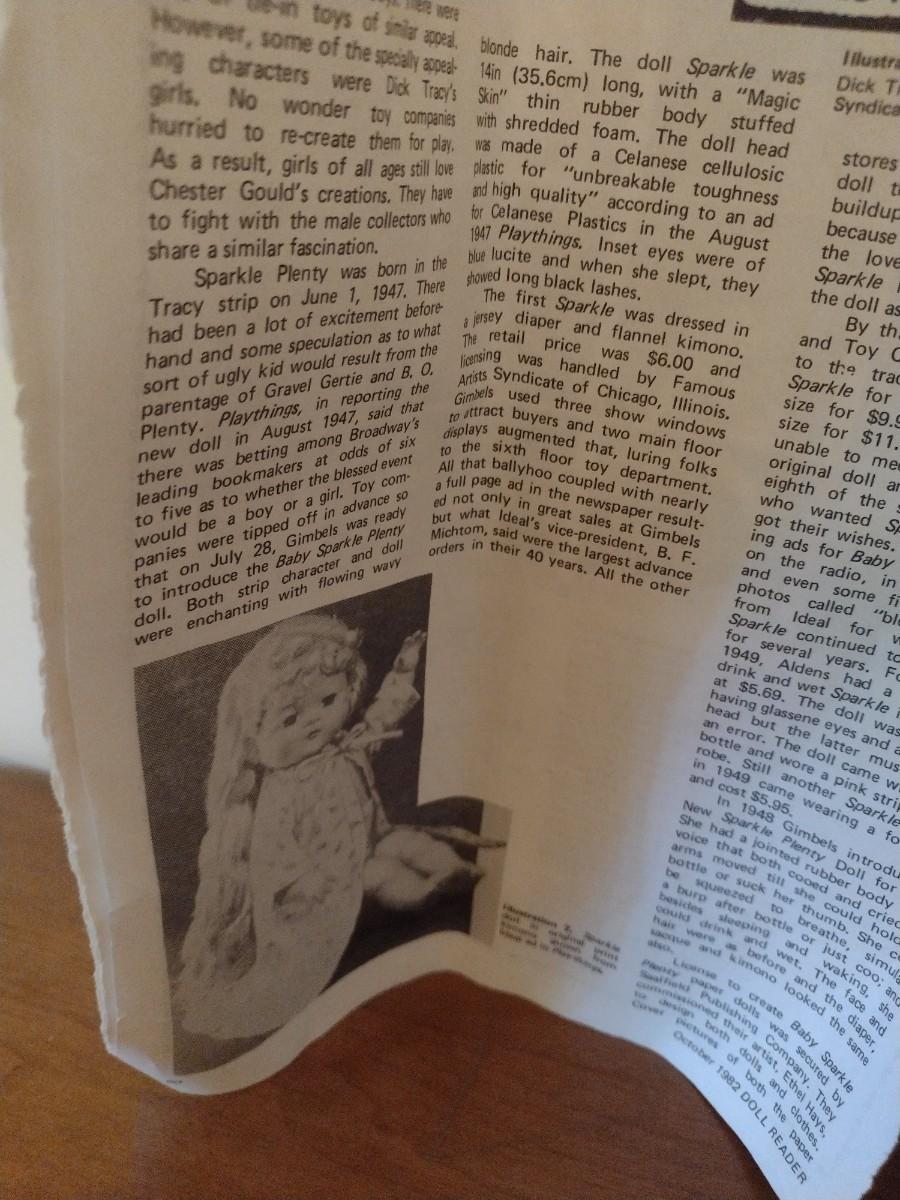 tie-in toys of similar appeal.
However, some of the specially appeal-
ing characters were Dick Tracy's
girls. No wonder toy companies
hurried to re-create them for play.
As a result, girls of all ages still love
Chester Gould's creations. They have
to fight with the male collectors who
share a similar fascination.
Sparkle Plenty was born in the
Tracy strip on June 1, 1947. There
had been a lot of excitement before-
hand and some speculation as to what
sort of ugly kid would result from the
parentage of Gravel Gertie and B. O.
Plenty. Playthings, in reporting the
new doll in August 1947, said that
there was betting among Broadway's
leading bookmakers at odds of six
to five as to whether the blessed event
would be a boy or a girl. Toy com-
panies were tipped off in advance so
that on July 28, Gimbels was ready
to introduce the Baby Sparkle Plenty
doll. Both strip character and doll
were enchanting with flowing wavy
blonde hair. The doll Sparkle was
14in (35.6cm) long, with a "Magic
Skin" thin rubber body stuffed
with shredded foam. The doll head
was made of a Celanese cellulosic
plastic for "unbreakable toughness
and high quality" according to an ad
for Celanese Plastics in the August
1947 Playthings. Inset eyes were of
blue lucite and when she slept, they
showed long black lashes.
The first Sparkle was dressed in
a jersey diaper and flannel kimono.
The retail price was $6.00 and
licensing was handled by Famous
Artists Syndicate of Chicago, Illinois.
Gimbels used three show windows
to attract buyers and two main floor
displays augmented that, luring folks
to the sixth floor toy department.
All that ballyhoo coupled with nearly
a full page ad in the newspaper result-
ed not only in great sales at Gimbels
but what Ideal's vice-president, B. F.
Michtom, said were the largest advance
orders in their 40 years. All the other
Illustra
Dick T
Syndica
stores
doll t
buildup
because
the love
Sparkle
the doll as
By th
and Toy C
to the trac
Sparkle for
size for $9.9
size for $11.
unable to me
original doll a
eighth of the
who wanted Sp
got their wishes.
ing ads for Baby
on the radio, in
and even some fi
photos called "bl
from Ideal for w
Sparkle continued to
for several years. Fo
1949, Aldens had a
drink and wet Sparkle
at $5.69. The doll was
having glassene eyes and a
head but the latter mus
an error. The doll came w
bottle and wore a pink strip
robe. Still another Sparkle
in 1949 came wearing a fo
and cost $5.95.
In 1948 Gimbels introdu
New Sparkle Plenty Doll for
She had a jointed rubber body
voice that both cooed and cried
arms moved till she could hold
bottle or suck her thumb. She c
be squeezed to breathe, simul
a burp after bottle or just coo; and
besides sleeping and waking, she
could drink and wet. The face and
hair were as before and the diaper,
sacque and kimono looked the same
also.
License to create Baby Sparkle
Plenty paper dolls was secured by
Saalfield Publishing Company. They
commissioned their artist, Ethel Hays,
to design both dolls and clothes.
Cover pictures of both the paper
October 1982 DOLL READER
Illustration 2. Sparkle
doll in original print
kimono shown from
Ideal ad in Playthings.